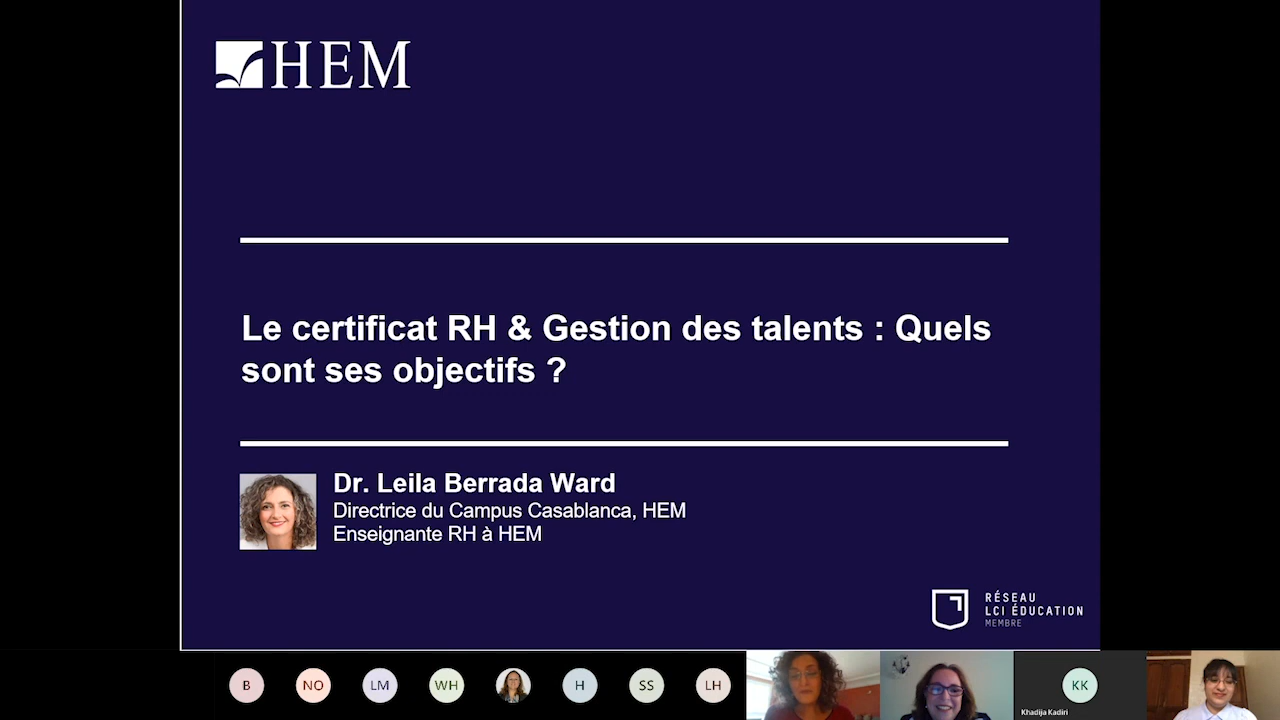 HEM
Le certificat RH & Gestion des talents : Quels
sont ses objectifs ?
Dr. Leila Berrada Ward
Directrice du Campus Casablanca, HEM
Enseignante RH à HEM
RÉSEAU
LCI ÉDUCATION
MEMBRE
B NO LM WH H SS LH KK
Khadija Kadiri